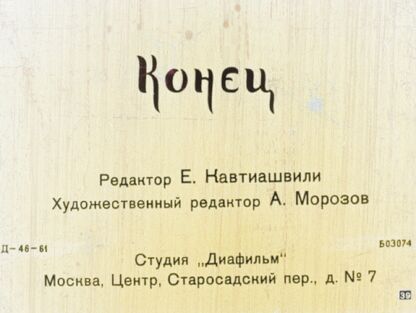 Конец
Редактор Е. Кавтиашвили
Художественный редактор А. Морозов
Д-46-61
Б03074
Студия „Диафильм"
Москва, Центр, Старосадский пер., д. № 7
39